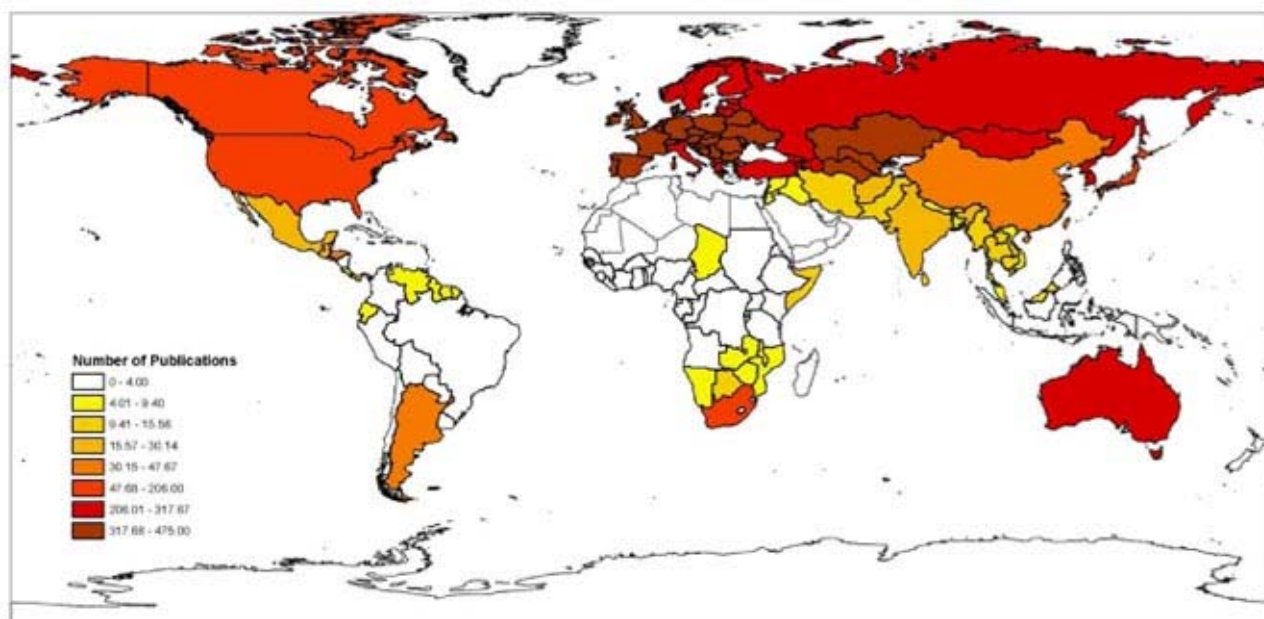 Number of Publications
0 - 4.00
4.01 - 9.40
9.41 - 15.56
15.57 - 30.14
30.15 - 47.67
47.68 - 206.00
206.01 - 317.67
317.68 - 475.00